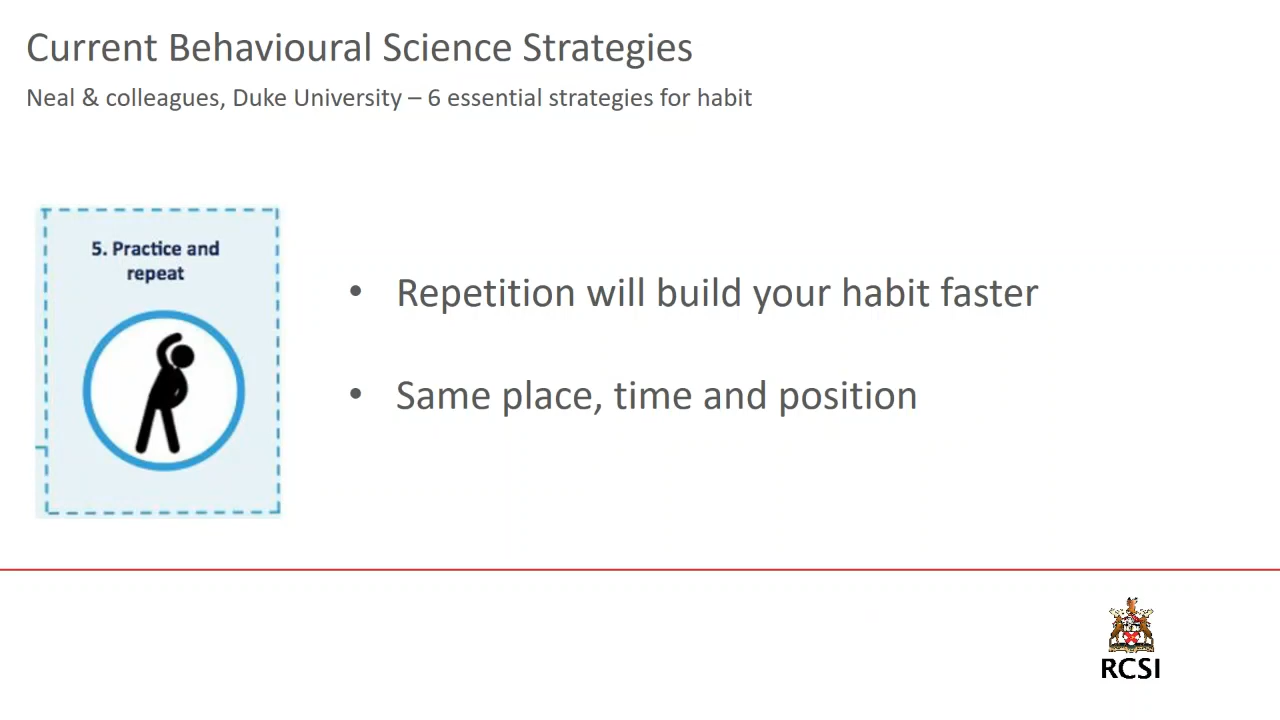 Current Behavioural Science Strategies
Neal & colleagues, Duke University – 6 essential strategies for habit
5. Practice and
repeat
• Repetition will build your habit faster
• Same place, time and position
RCSI